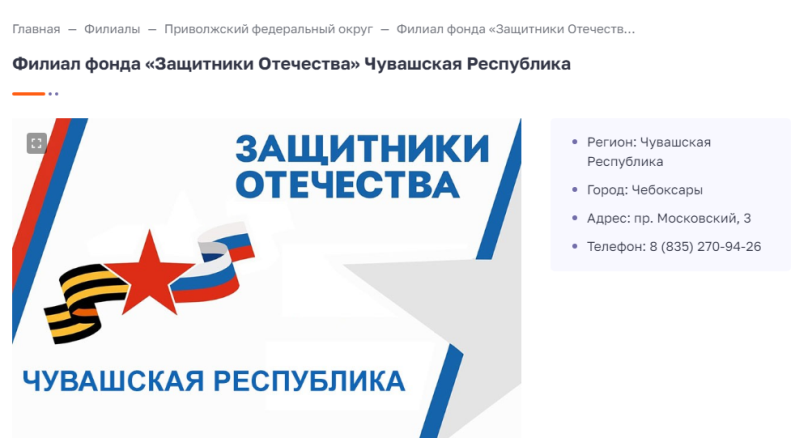 Главная — Филиалы — Приволжский федеральный округ — Филиал фонда «Защитники Отечеств...
Филиал фонда «Защитники Отечества» Чувашская Республика
ЗАЩИТНИКИ
ОТЕЧЕСТВА
ЧУВАШСКАЯ РЕСПУБЛИКА
Регион: Чувашская
Республика
Город: Чебоксары
Адрес: пр. Московский, 3
Телефон: 8 (835) 270-94-26